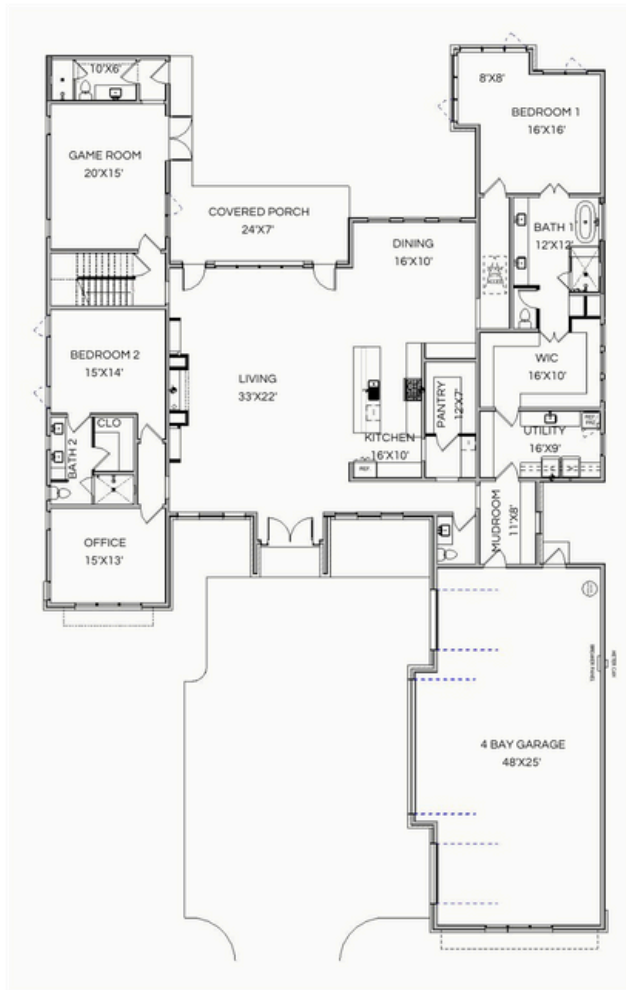 10'X6'
8'X8'
BEDROOM 1
16'X16'
GAME ROOM
20'X15'
COVERED PORCH
24'X7'
BATH 1
12'X12'
DINING
16'X10'
BEDROOM 2
15'X14'
LIVING
33'X22'
WIC
16'X10'
PANTRY
12'X7'
CLO
BATH 2
KITCHEN
16'X10'
REF.
UTILITY
16'X9'
OFFICE
15'X13'
MUDROOM
11'X8'
BREAKER PANEL
4 BAY GARAGE
48'X25'